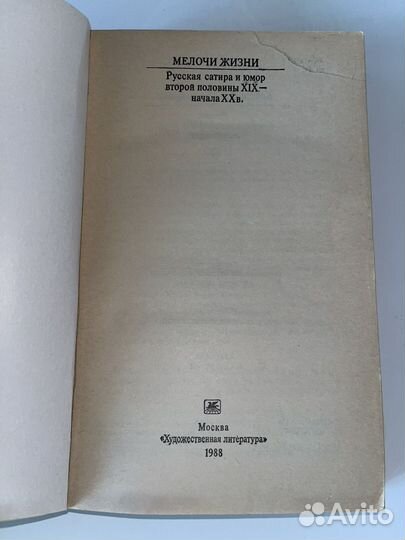 МЕЛОЧИ ЖИЗНИ
Русская сатира и юмор
второй половины XIX—
начала XX в.
Москва
«Художественная литература»
1988
Avito